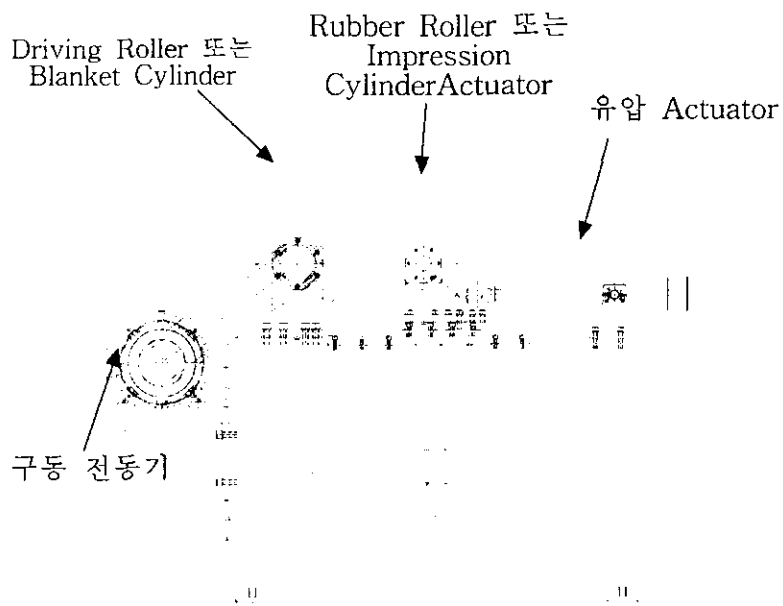 Driving Roller 또는
Blanket Cylinder
Rubber Roller 또는
Impression
CylinderActuator
유압 Actuator
구동 전동기